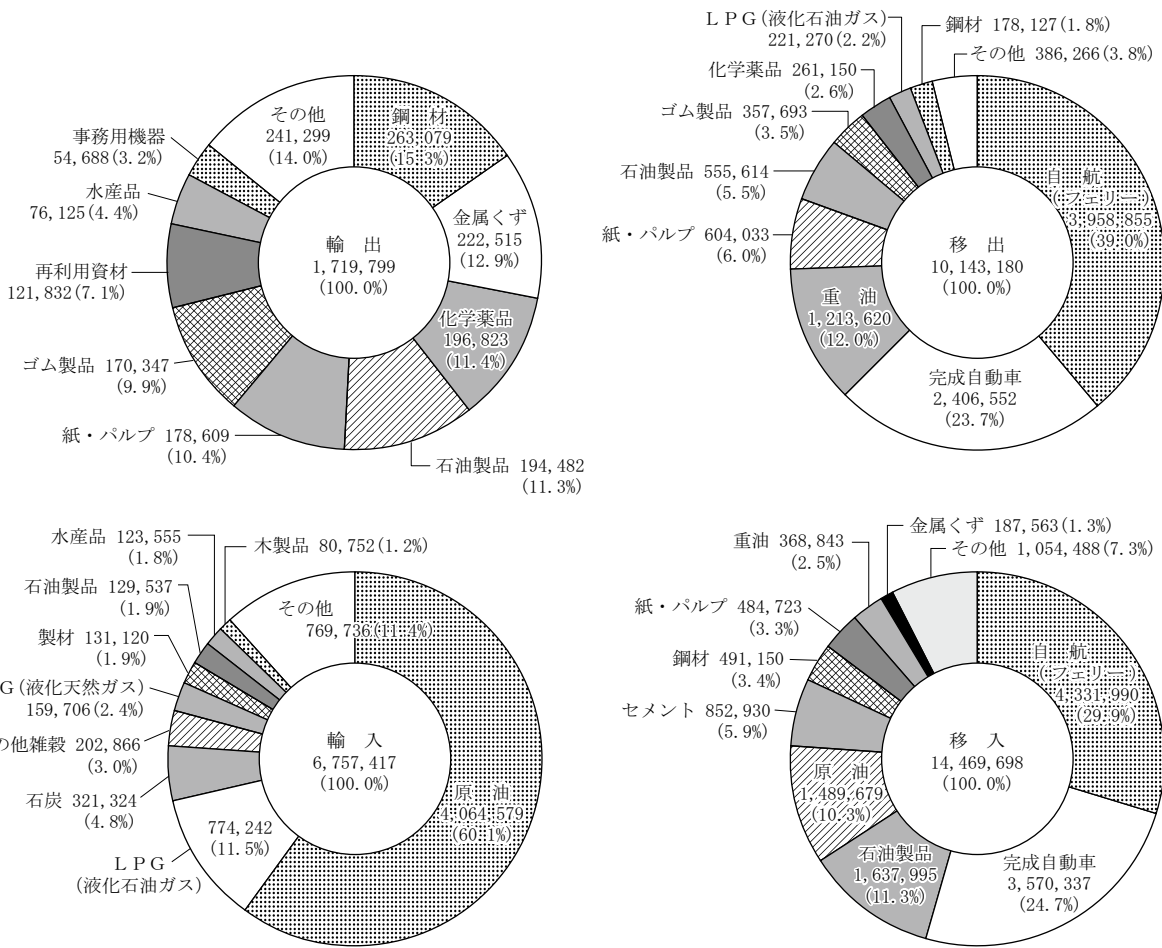 輸 出
1,719,799
(100.0%)
鋼 材
263,079
(15.3%)
金属くず
222,515
(12.9%)
化学薬品
196,823
(11.4%)
石油製品 194,482
(11.3%)
紙・パルプ 178,609
(10.4%)
ゴム製品 170,347
(9.9%)
再利用資材
121,832(7.1%)
水産品
76,125(4.4%)
事務用機器
54,688(3.2%)
その他
241,299
(14.0%)
移 出
10,143,180
(100.0%)
自 航
(フェリー)
3,958,855
(39.0%)
完成自動車
2,406,552
(23.7%)
重 油
1,213,620
(12.0%)
紙・パルプ 604,033
(6.0%)
石油製品 555,614
(5.5%)
ゴム製品 357,693
(3.5%)
化学薬品 261,150
(2.6%)
LPG(液化石油ガス)
221,270(2.2%)
鋼材 178,127(1.8%)
その他 386,266(3.8%)
輸 入
6,757,417
(100.0%)
原 油
4,064,579
(60.1%)
774,242
(11.5%)
LPG
(液化石油ガス)
石炭 321,324
(4.8%)
の他雑穀 202,866
(3.0%)
G(液化天然ガス)
159,706(2.4%)
製材 131,120
(1.9%)
石油製品 129,537
(1.9%)
水産品 123,555
(1.8%)
木製品 80,752(1.2%)
その他
769,736(11.4%)
移 入
14,469,698
(100.0%)
自 航
(フェリー)
4,331,990
(29.9%)
完成自動車
3,570,337
(24.7%)
石油製品
1,637,995
(11.3%)
原 油
1,489,679
(10.3%)
セメント 852,930
(5.9%)
鋼材 491,150
(3.4%)
紙・パルプ 484,723
(3.3%)
重油 368,843
(2.5%)
金属くず 187,563(1.3%)
その他 1,054,488(7.3%)